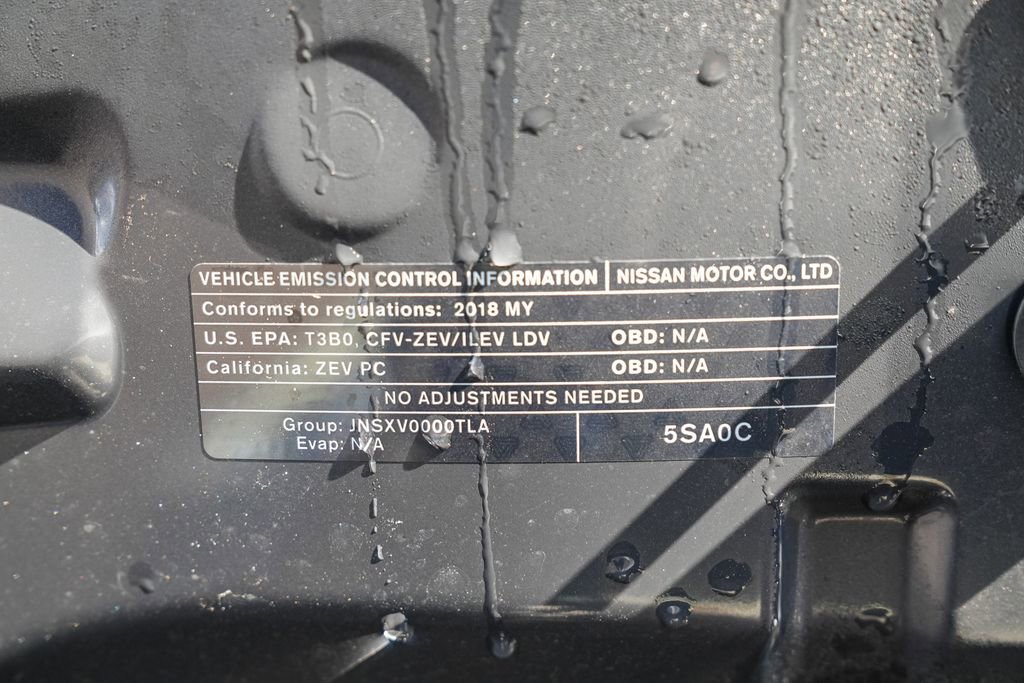 VEHICLE EMISSION CONTROL INFORMATION NISSAN MOTOR CO., LTD
Conforms to regulations: 2018 MY
U.S. EPA: T3B0, CFV-ZEV/ILEV LDV OBD: N/A
California: ZEV PC OBD: N/A
NO ADJUSTMENTS NEEDED
Group: JNSXV0000TLA
Evap: N/A
5SA0C